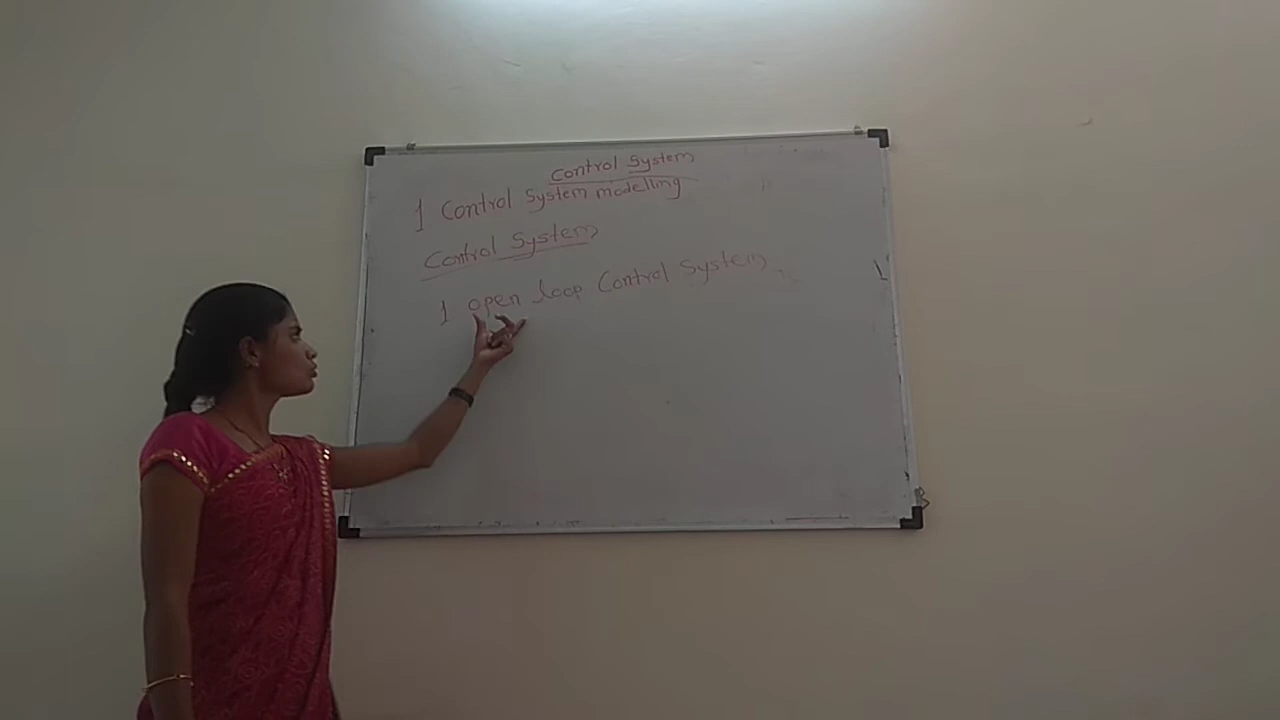 Control System
1 Control System modelling
Control System
1 open loop Control System